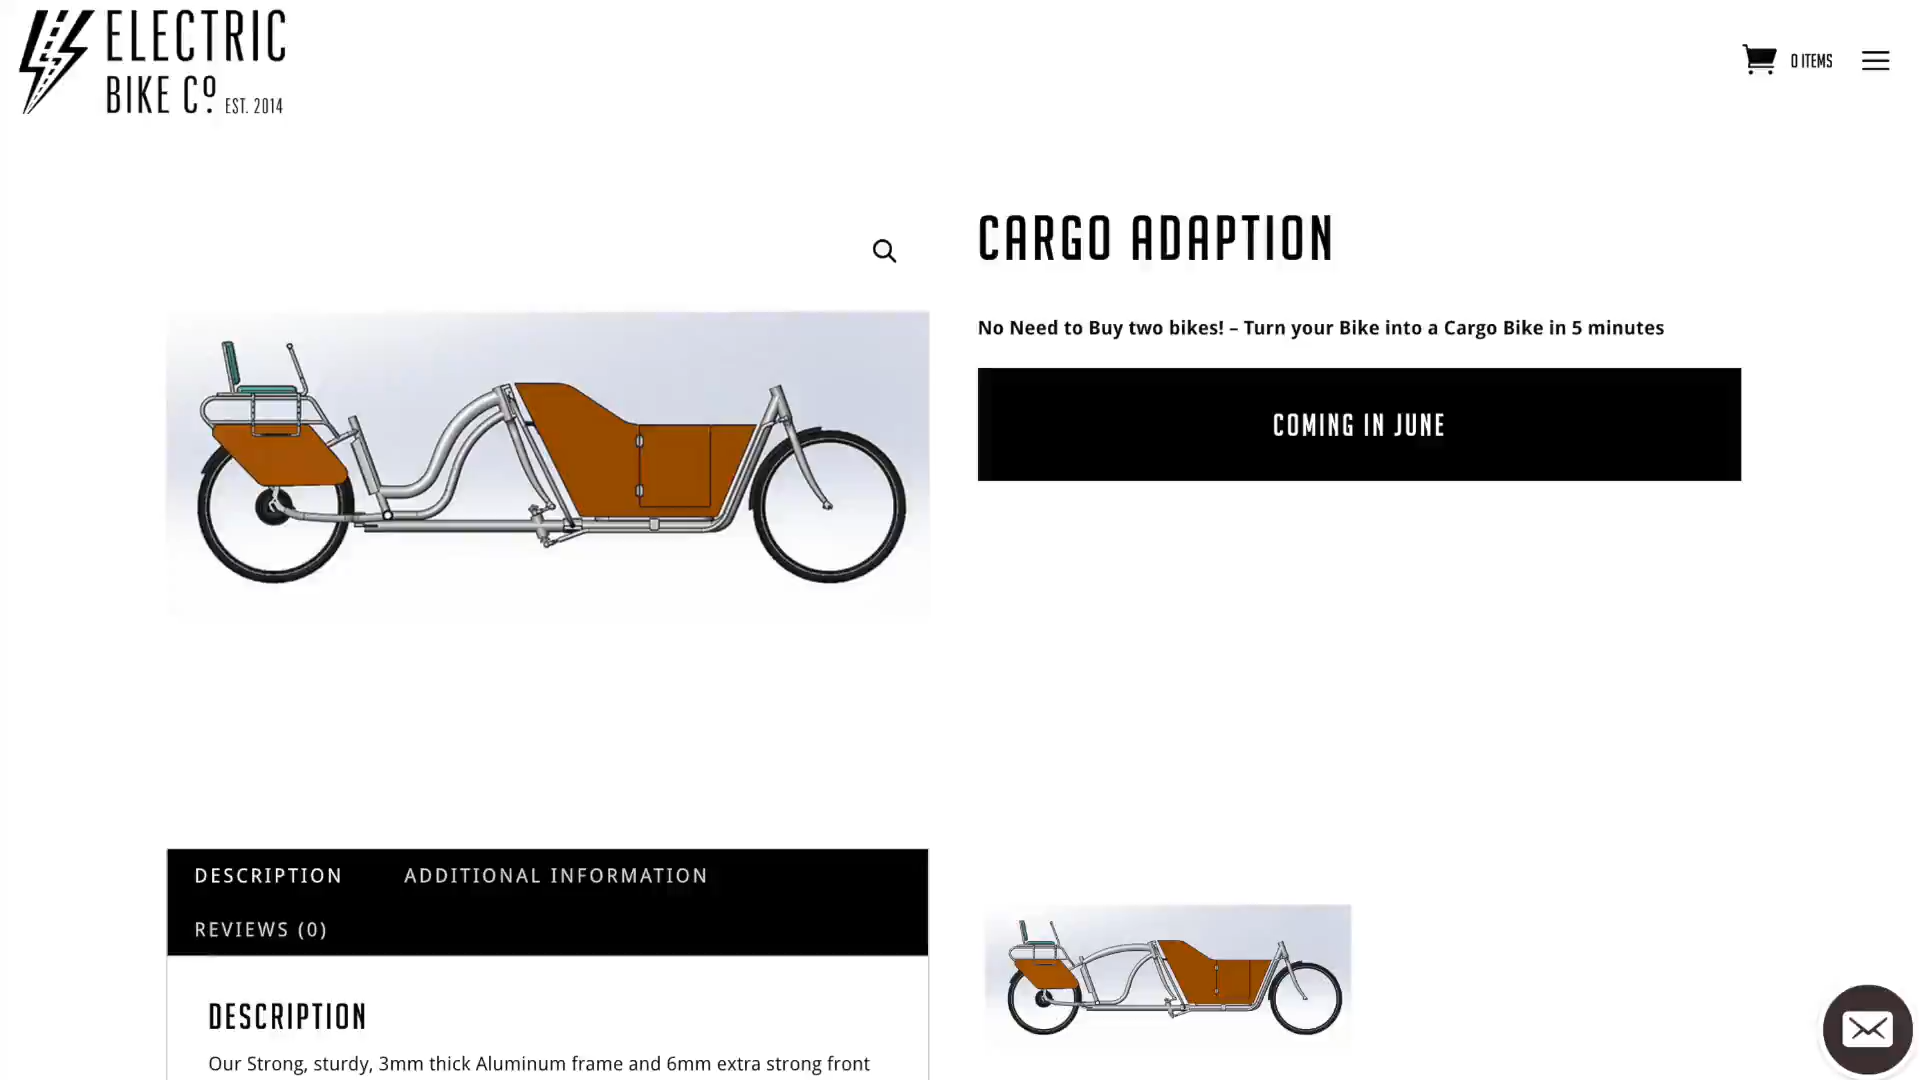 ELECTRIC
BIKE Cº EST. 2014
0 ITEMS
CARGO ADAPTION
No Need to Buy two bikes! – Turn your Bike into a Cargo Bike in 5 minutes
COMING IN JUNE
DESCRIPTION
ADDITIONAL INFORMATION
REVIEWS (0)
DESCRIPTION
Our Strong, sturdy, 3mm thick Aluminum frame and 6mm extra strong front